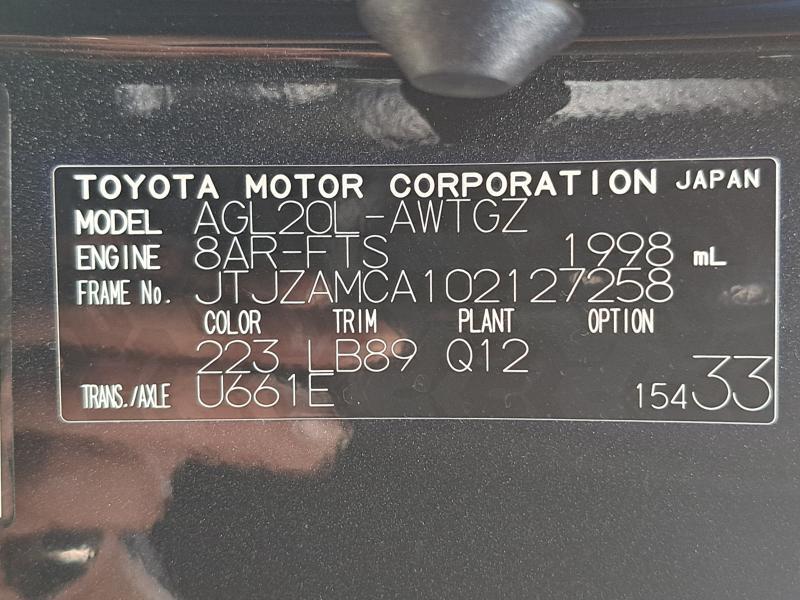 TOYOTA MOTOR CORPORATION JAPAN
MODEL AGL20L-AWTGZ
ENGINE 8AR-FTS 1998 mL
FRAME No. JTJZAMCA102127258
COLOR TRIM PLANT OPTION
223 LB89 Q12
TRANS./AXLE U661E 15433